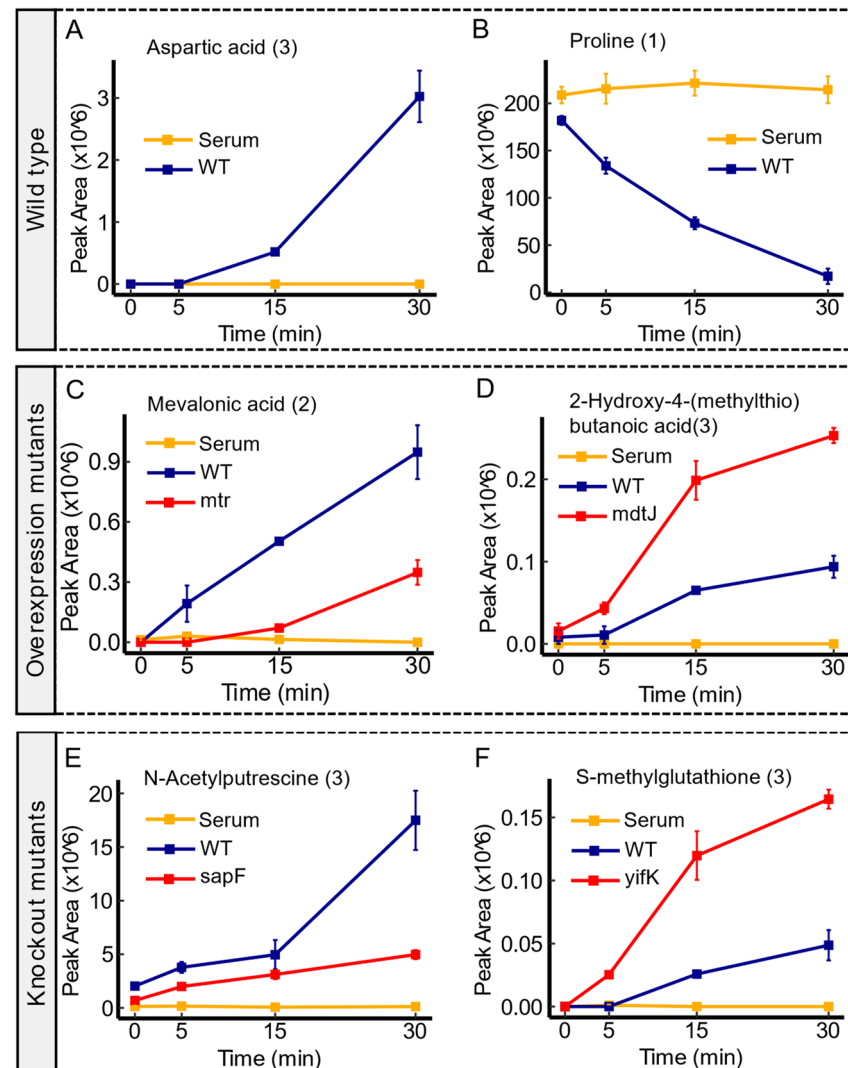 Wild type
A
Aspartic acid (3)
Peak Area (x10^6)
3
2
1
0
Serum
WT
0 5 15 30
Time (min)
B
Proline (1)
Peak Area (x10^6)
200
150
100
50
0
Serum
WT
0 5 15 30
Time (min)
Overexpression mutants
C
Mevalonic acid (2)
Peak Area (x10^6)
0.9
0.6
0.3
0.0
Serum
WT
mtr
0 5 15 30
Time (min)
D
2-Hydroxy-4-(methylthio)
butanoic acid(3)
Peak Area (x10^6)
0.2
0.1
0.0
Serum
WT
mdtJ
0 5 15 30
Time (min)
Knockout mutants
E
N-Acetylputrescine (3)
Peak Area (x10^6)
20
15
10
5
0
Serum
WT
sapF
0 5 15 30
Time (min)
F
S-methylglutathione (3)
Peak Area (x10^6)
0.15
0.10
0.05
0.00
Serum
WT
yifK
0 5 15 30
Time (min)